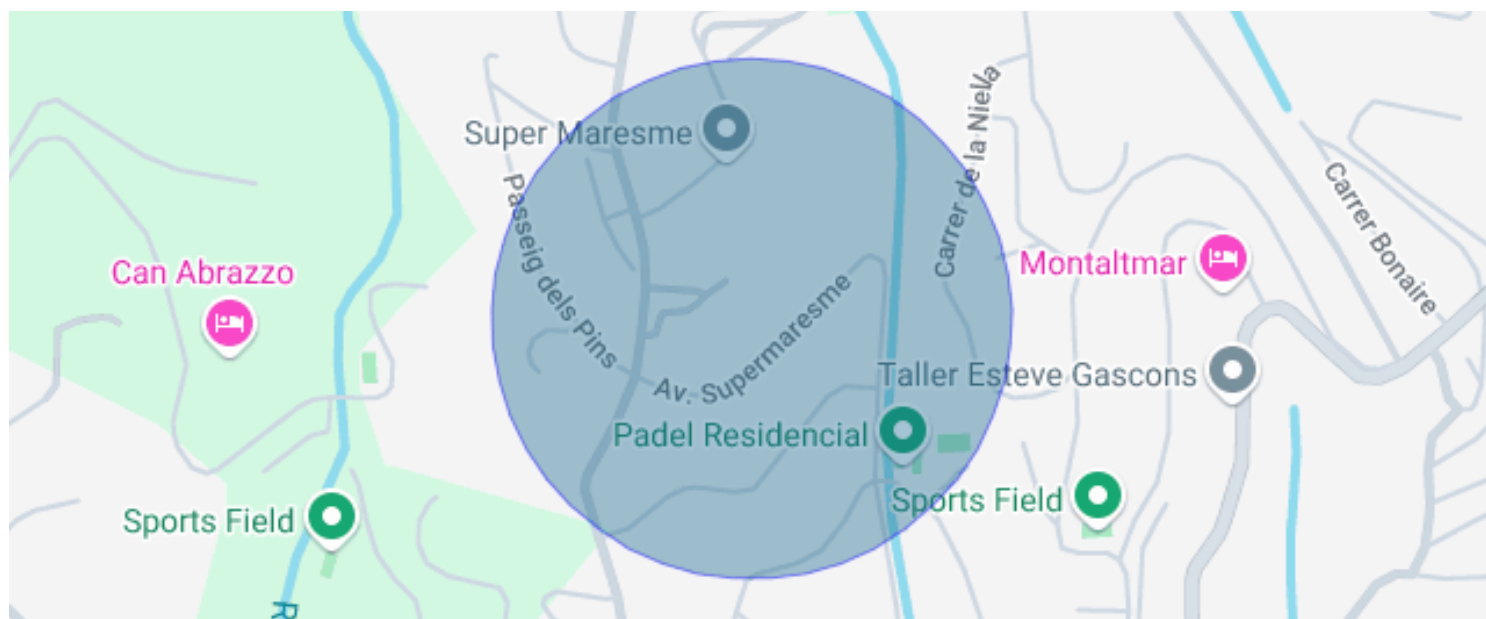 Super Maresme
Carrer de la Nieva
Passeig dels Pins
Carrer Bonaire
Can Abrazzo
Montaltmar
Av. Supermaresme
Taller Esteve Gascons
Padel Residencial
Sports Field
Sports Field
R